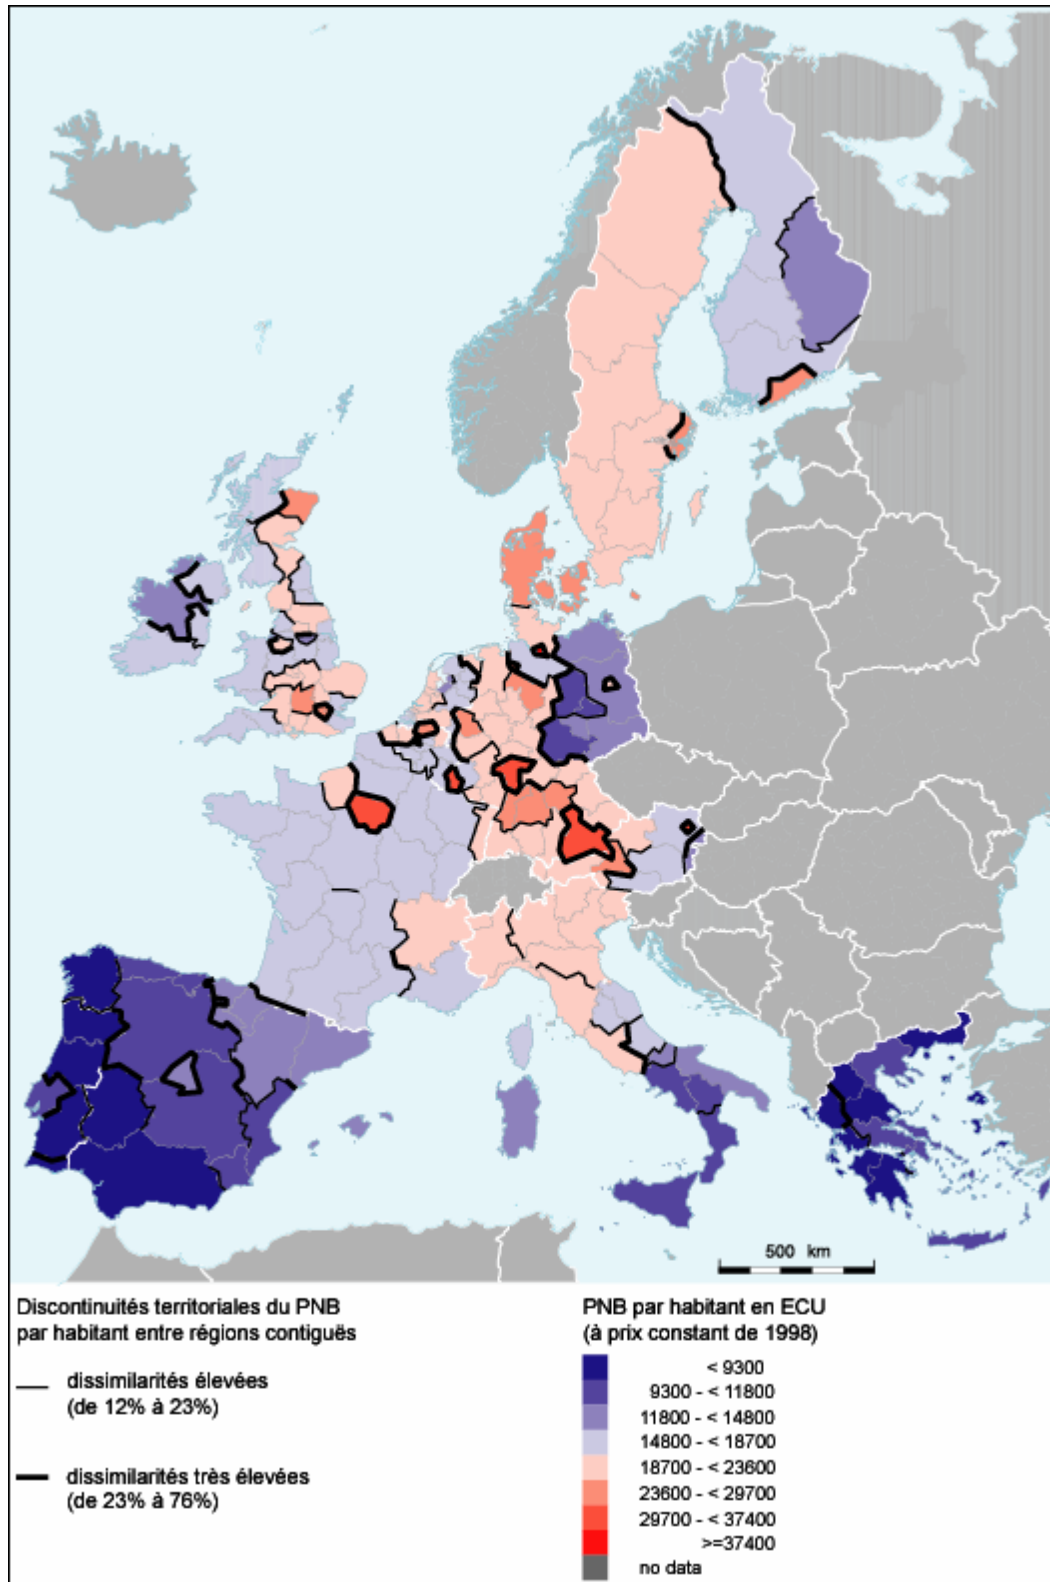 500 km
Discontinuités territoriales du PNB
par habitant entre régions contiguës
dissimilarités élevées
(de 12% à 23%)
dissimilarités très élevées
(de 23% à 76%)
PNB par habitant en ECU
(à prix constant de 1998)
< 9300
9300 - < 11800
11800 - < 14800
14800 - < 18700
18700 - < 23600
23600 - < 29700
29700 - < 37400
>=37400
no data